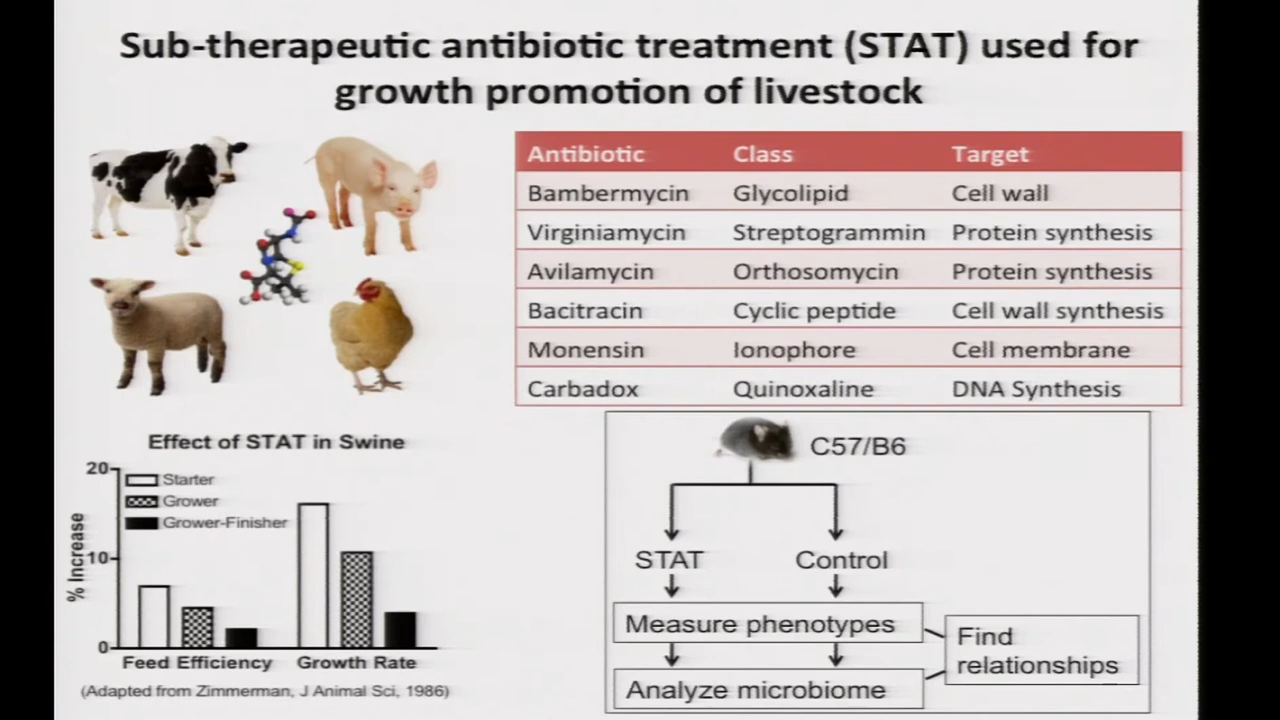 Sub-therapeutic antibiotic treatment (STAT) used for
growth promotion of livestock
Antibiotic Class Target
Bambermycin Glycolipid Cell wall
Virginiamycin Streptogrammin Protein synthesis
Avilamycin Orthosomycin Protein synthesis
Bacitracin Cyclic peptide Cell wall synthesis
Monensin Ionophore Cell membrane
Carbadox Quinoxaline DNA Synthesis
Effect of STAT in Swine
20
10
0
% Increase
Starter
Grower
Grower-Finisher
Feed Efficiency Growth Rate
(Adapted from Zimmerman, J Animal Sci, 1986)
C57/B6
STAT Control
Measure phenotypes
Analyze microbiome
Find
relationships